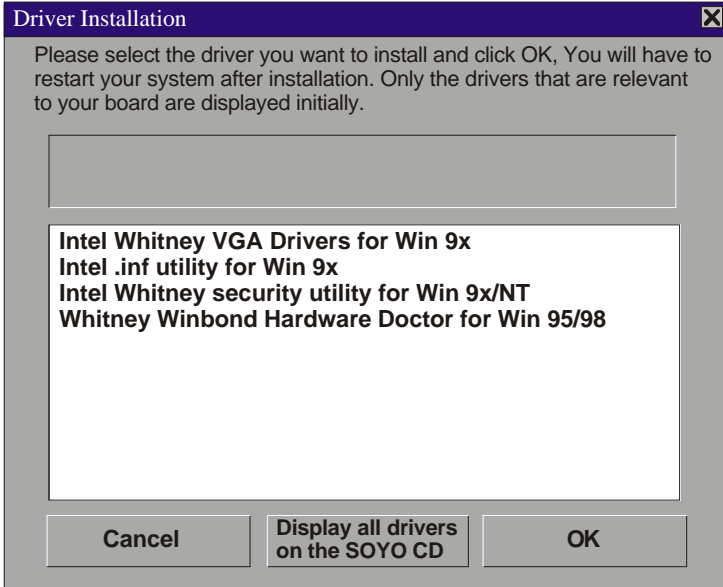 Driver Installation
Please select the driver you want to install and click OK, You will have to
restart your system after installation. Only the drivers that are relevant
to your board are displayed initially.
Intel Whitney VGA Drivers for Win 9x
Intel .inf utility for Win 9x
Intel Whitney security utility for Win 9x/NT
Whitney Winbond Hardware Doctor for Win 95/98
Cancel
Display all drivers
on the SOYO CD
OK